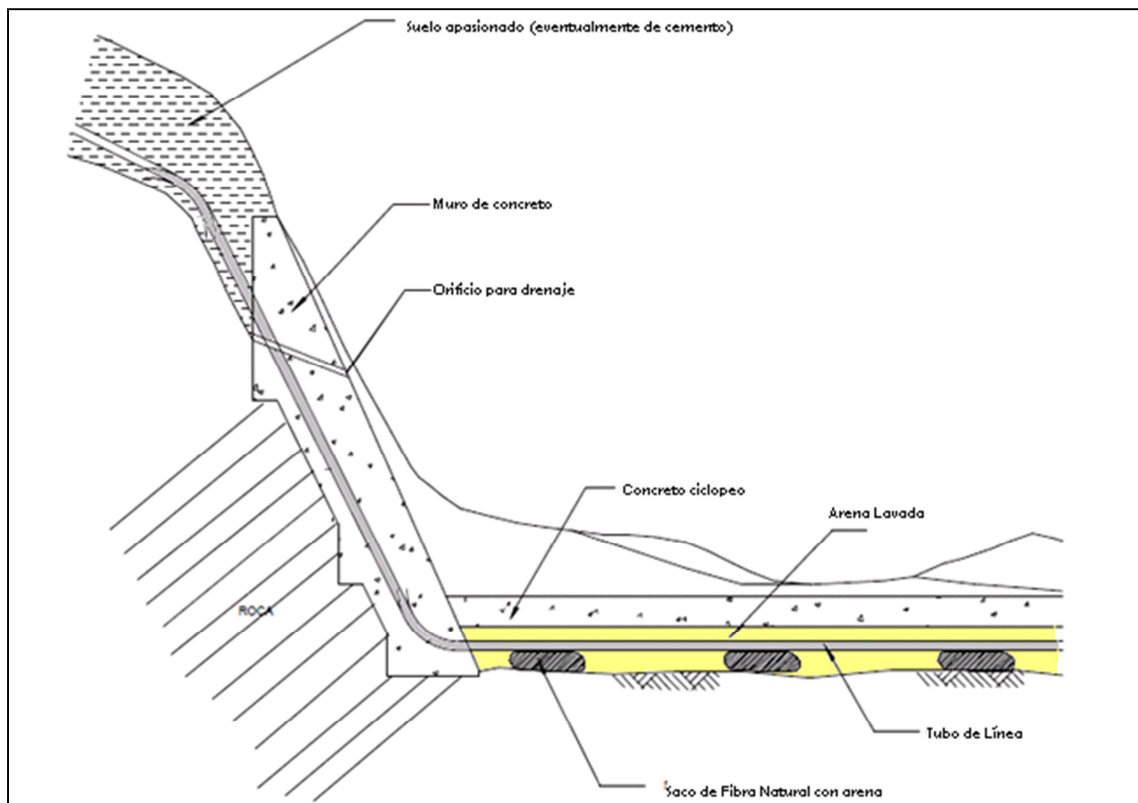 Suelo apasionado (eventualmente de cemento)
Muro de concreto
Orificio para drenaje
Concreto ciclopeo
Arena Lavada
ROCA
Tubo de Línea
Saco de Fibra Natural con arena